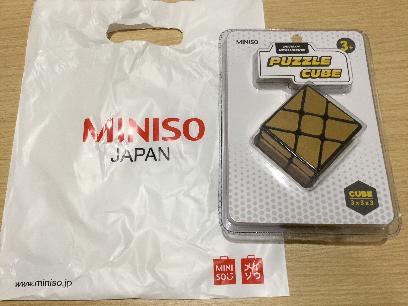 MINISO
JAPAN
www.miniso.jp
MINI
SO
メイ
ソウ
MINISO
3+
PUZZLE
CUBE
CUBE
3x3x3